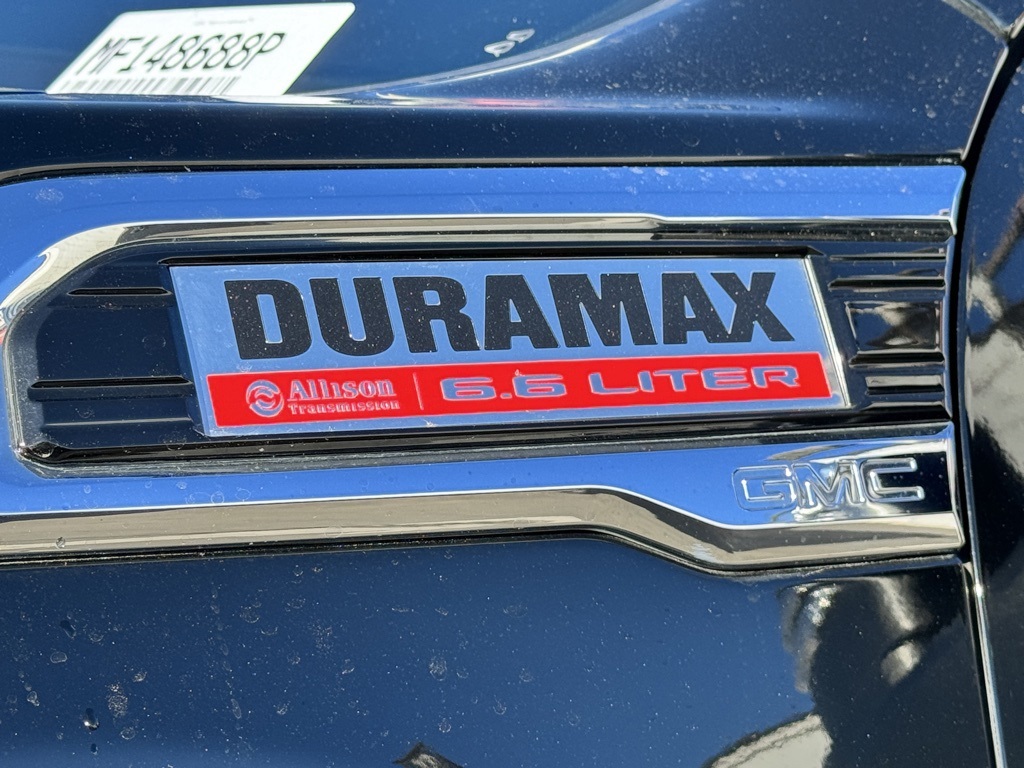 MF148688P
DURAMAX
Allison
Transmission
6.6 LITER
GMC